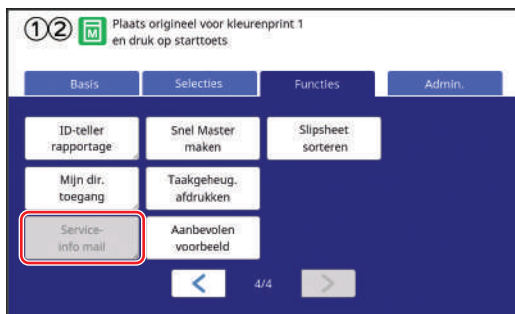 ①② M Plaats origineel voor kleurenprint 1
en druk op starttoets
Basis Selecties Functies Admin.
ID-teller
rapportage
Snel Master
maken
Slipsheet
sorteren
Mijn dir.
toegang
Taakgeheug.
afdrukken
Service-
info mail
Aanbevolen
voorbeeld
< 4/4 >